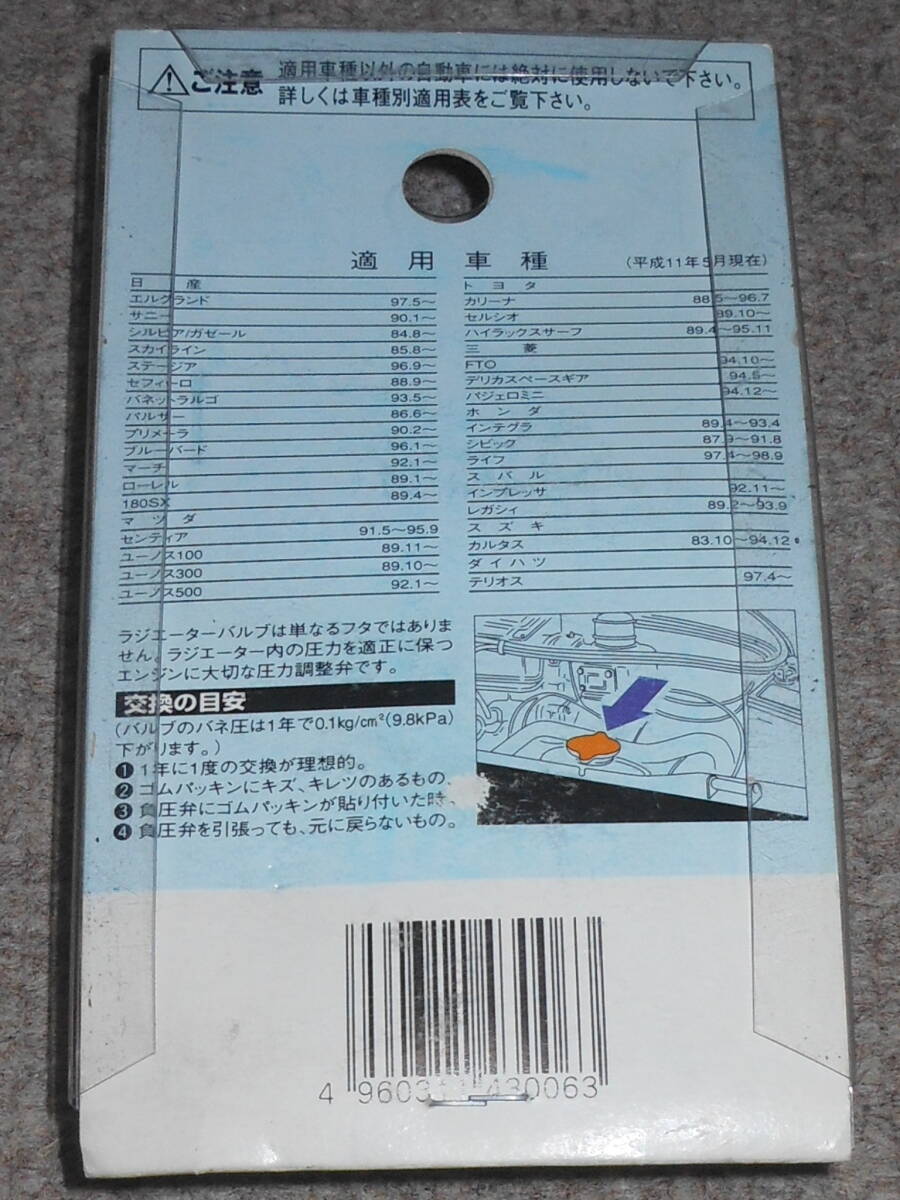 ご注意
適用車種以外の自動車には絶対に使用しないで下さい。
詳しくは車種別適用表をご覧下さい。
適用車種 (平成11年5月現在)
日産
エルグランド 97.5〜
サニー 90.1〜
シルビア/ガゼール 84.8〜
スカイライン 85.8〜
ステージア 96.9〜
セフィーロ 88.9〜
バネットラルゴ 93.5〜
パルサー 86.6〜
プリメーラ 90.2〜
ブルーバード 96.1〜
マーチ 92.1〜
ローレル 89.1〜
180SX 89.4〜
マツダ
センティア 91.5〜95.9
ユーノス100 89.11〜
ユーノス300 89.10〜
ユーノス500 92.1〜
トヨタ
カリーナ 88.5〜96.7
セルシオ 89.10〜
ハイラックスサーフ 89.4〜95.11
三菱
FTO 94.10〜
デリカスペースギア 94.5〜
パジェロミニ 94.12〜
ホンダ
インテグラ 89.4〜93.4
シビック 87.9〜91.8
ライフ 97.4〜98.9
スバル
インプレッサ 92.11〜
レガシィ 89.2〜93.9
スズキ
カルタス 83.10〜94.12
ダイハツ
テリオス 97.4〜
ラジエーターバルブは単なるフタではありま
せん。ラジエーター内の圧力を適正に保つ
エンジンに大切な圧力調整弁です。
交換の目安
(バルブのバネ圧は1年で0.1kg/cm²(9.8kPa)
下がります。)
❶ 1年に1度の交換が理想的。
❷ ゴムパッキンにキズ、キレツのあるもの。
❸ 負圧弁にゴムパッキンが貼り付いた時。
❹ 負圧弁を引張っても、元に戻らないもの。